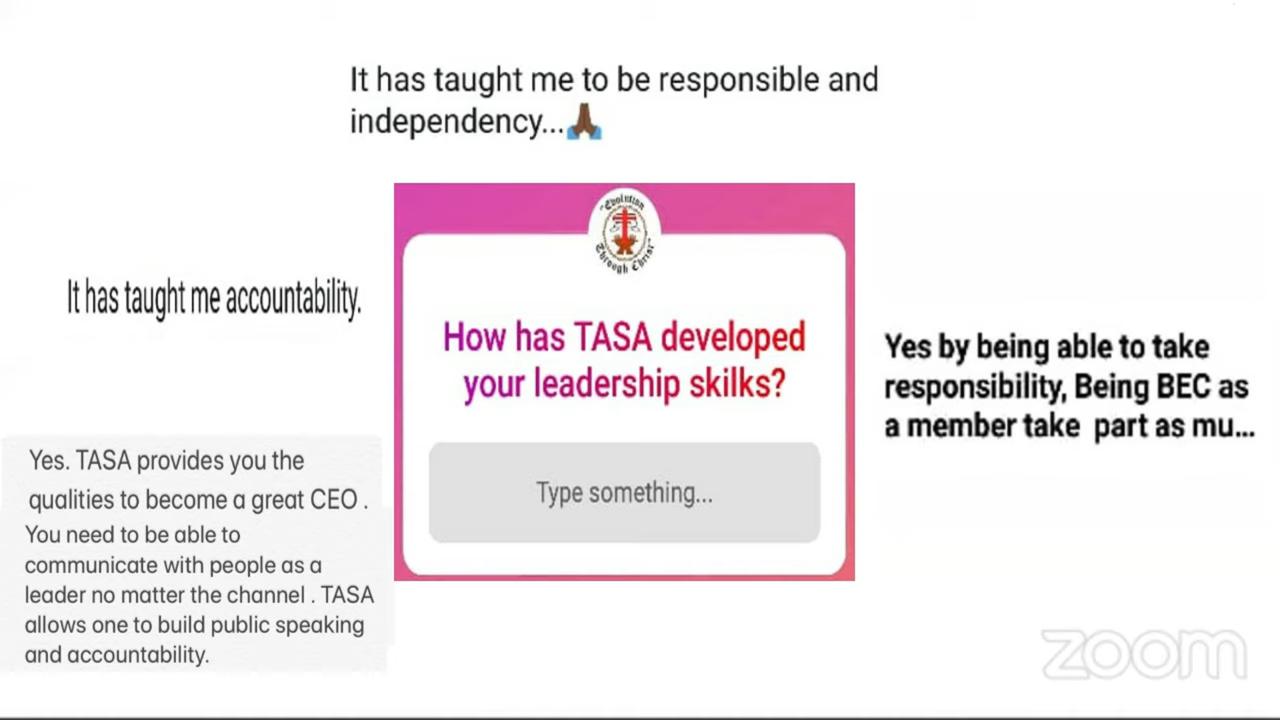 It has taught me to be responsible and
independency...🙏🏾
"Evolution
Through Christ"
How has TASA developed
your leadership skilks?
Type something...
It has taught me accountability.
Yes by being able to take
responsibility, Being BEC as
a member take part as mu...
Yes. TASA provides you the
qualities to become a great CEO .
You need to be able to
communicate with people as a
leader no matter the channel . TASA
allows one to build public speaking
and accountability.
zoom